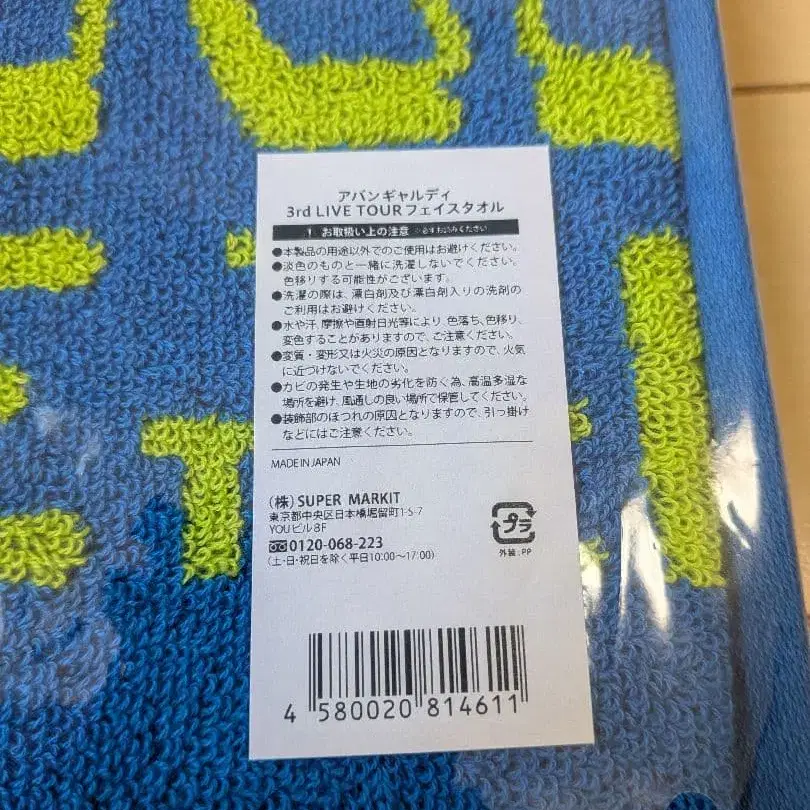 アバンギャルディ
3rd LIVE TOURフェイスタオル
! お取扱い上の注意 ※必ずお読みください
●本製品の用途以外でのご使用はお避けください。
●淡色のものと一緒に洗濯しないでください。
色移りする可能性がございます。
●洗濯の際は、漂白剤及び漂白剤入りの洗剤の
ご利用はお避けください。
●水や汗、摩擦や直射日光等により、色落ち、色移り、
変色することがありますので、ご注意ください。
●変質・変形又は火災の原因となりますので、火気
に近づけないでください。
●カビの発生や生地の劣化を防ぐ為、高温多湿な
場所を避け、風通しの良い場所で保管してください。
●装飾部のほつれの原因となりますので、引っ掛け
などにはご注意ください。
MADE IN JAPAN
(株) SUPER MARKIT
東京都中央区日本橋堀留町1-5-7
YOUビル8F
0120-068-223
(土・日・祝日を除く平日10:00〜17:00)
プラ
外装:PP
4 580020 814611